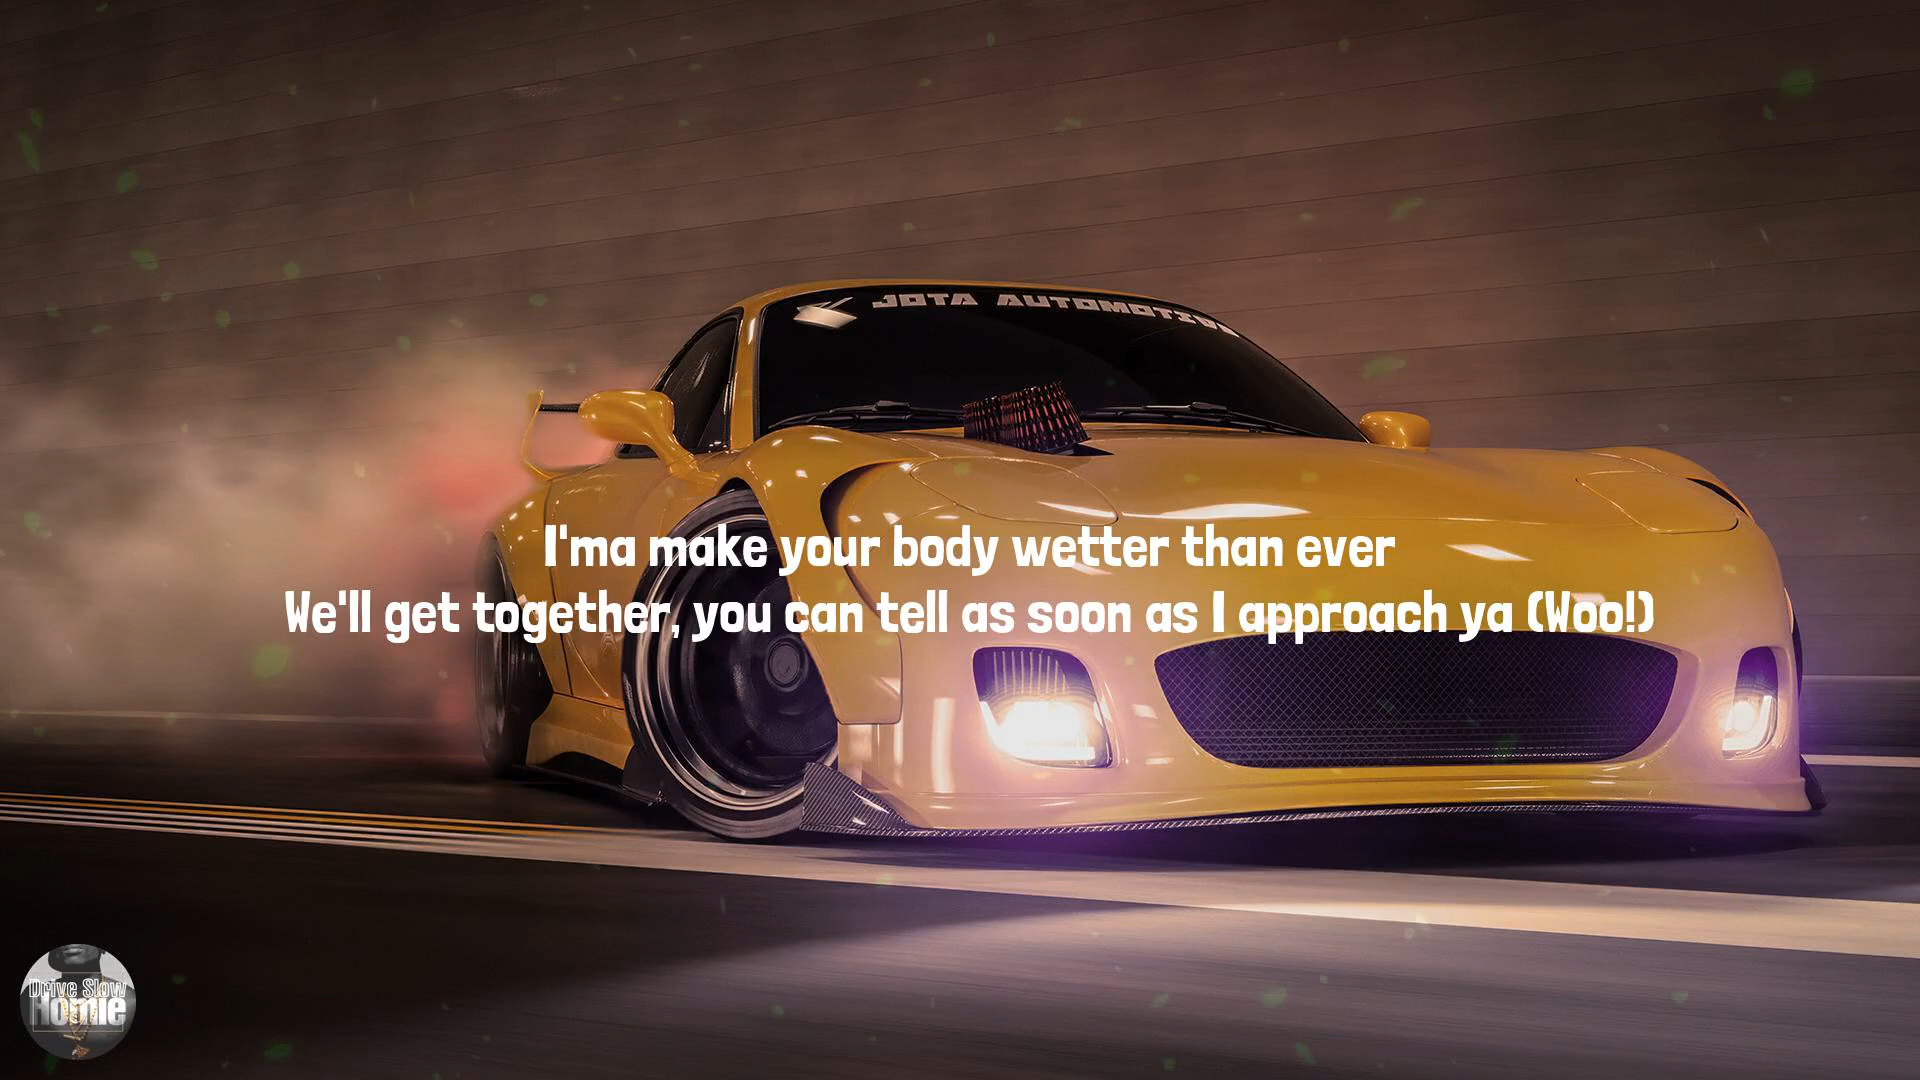 JOTA AUTOMOTIVE
I'ma make your body wetter than ever
We'll get together, you can tell as soon as I approach ya (Woo!)
Drive Slow
Homie